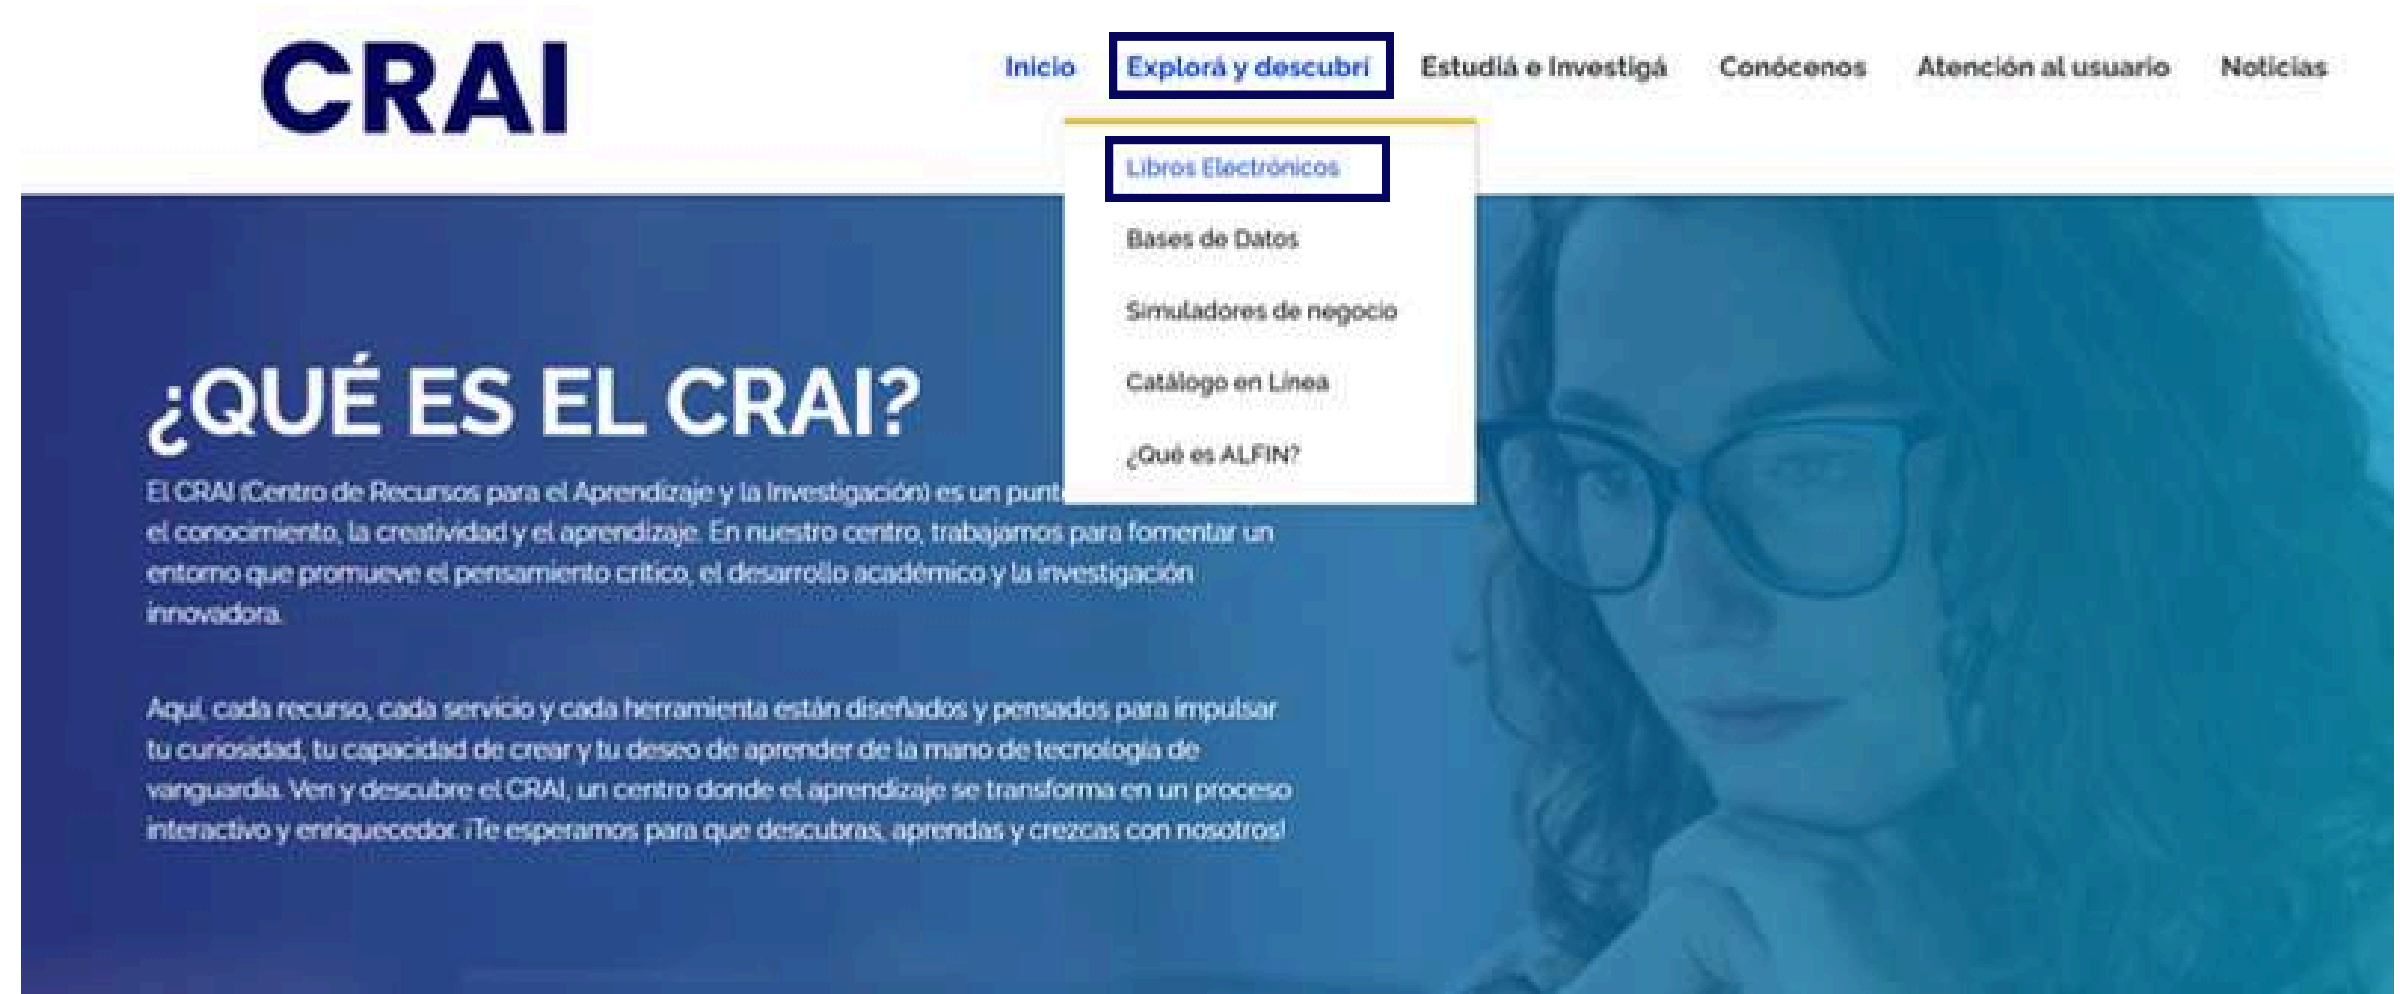 CRAI
Inicio Explorá y descubrí Estudiá e Investigá Conócenos Atención al usuario Noticias
Libros Electrónicos
Bases de Datos
Simuladores de negocio
Catálogo en Línea
¿Qué es ALFIN?
¿QUÉ ES EL CRAI?
El CRAI (Centro de Recursos para el Aprendizaje y la Investigación) es un punt
el conocimiento, la creatividad y el aprendizaje. En nuestro centro, trabajamos para fomentar un
entorno que promueve el pensamiento crítico, el desarrollo académico y la investigación
innovadora.
Aquí, cada recurso, cada servicio y cada herramienta están diseñados y pensados para impulsar
tu curiosidad, tu capacidad de crear y tu deseo de aprender de la mano de tecnología de
vanguardia. Ven y descubre el CRAI, un centro donde el aprendizaje se transforma en un proceso
interactivo y enriquecedor. ¡Te esperamos para que descubras, aprendas y crezcas con nosotros!